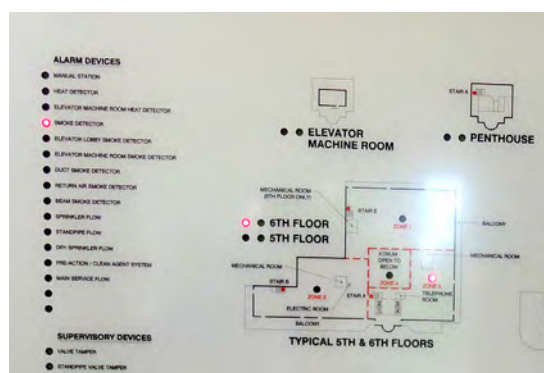 ALARM DEVICES
MANUAL STATION
HEAT DETECTOR
ELEVATOR MACHINE ROOM HEAT DETECTOR
SMOKE DETECTOR
ELEVATOR LOBBY SMOKE DETECTOR
ELEVATOR MACHINE ROOM SMOKE DETECTOR
DUCT SMOKE DETECTOR
RETURN AIR SMOKE DETECTOR
BEAM SMOKE DETECTOR
SPRINKLER FLOW
STANDPIPE FLOW
DRY SPRINKLER FLOW
PRE-ACTION / CLEAN AGENT SYSTEM
MAIN SERVICE FLOW
SUPERVISORY DEVICES
VALVE TAMPER
STANDPIPE VALVE TAMPER
ELEVATOR
MACHINE ROOM
STAIR A
PENTHOUSE
MECHANICAL ROOM
(6TH FLOOR ONLY)
STAIR E
ZONE 1
BALCONY
6TH FLOOR
5TH FLOOR
ATRIUM
OPEN TO
BELOW
MECHANICAL ROOM
MECHANICAL ROOM
ZONE 4
STAIR B
ZONE 2
STAIR A
TELEPHONE
ROOM
ELECTRIC ROOM
BALCONY
TYPICAL 5TH & 6TH FLOORS